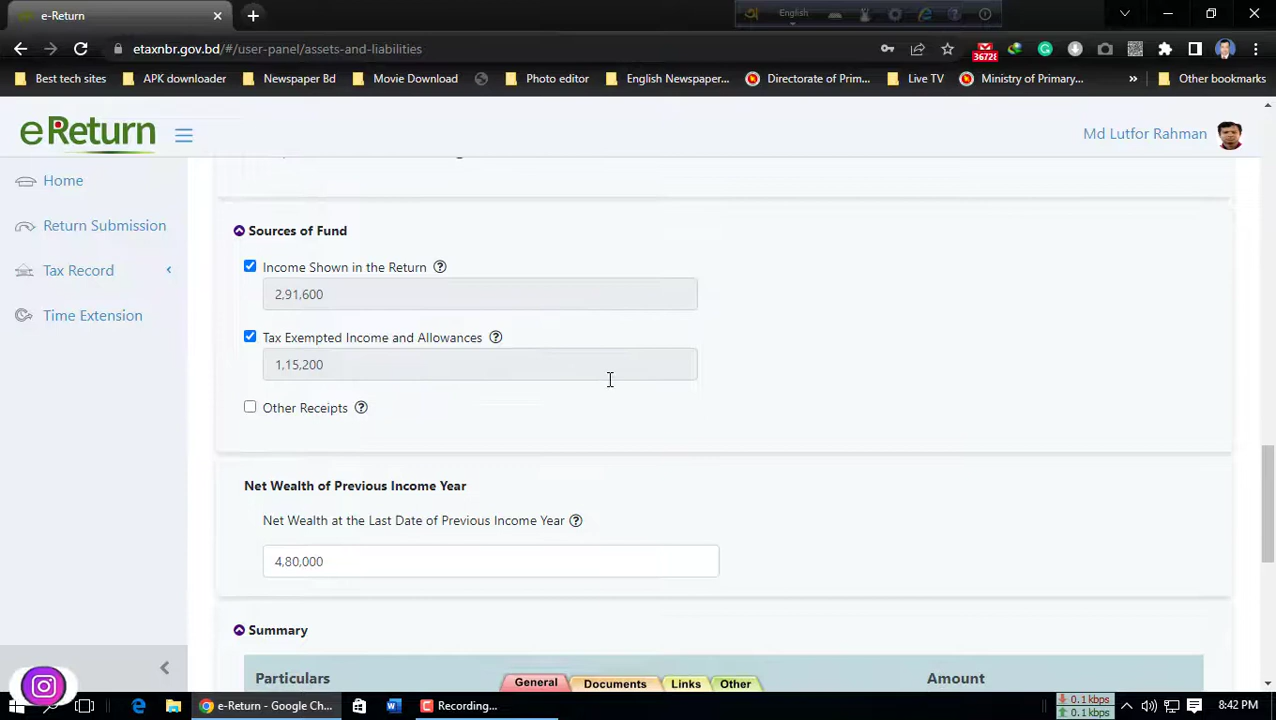 e-Return
English
etaxnbr.gov.bd/#/user-panel/assets-and-liabilities
36728
Best tech sites
APK downloader
Newspaper Bd
Movie Download
Photo editor
English Newspaper...
Directorate of Prim...
Live TV
Ministry of Primary...
»
Other bookmarks
eReturn
Md Lutfor Rahman
Home
Return Submission
Tax Record
Time Extension
Sources of Fund
Income Shown in the Return
2,91,600
Tax Exempted Income and Allowances
1,15,200
Other Receipts
Net Wealth of Previous Income Year
Net Wealth at the Last Date of Previous Income Year
4,80,000
Summary
Particulars
Amount
General
Documents
Links
Other
e-Return - Google Ch...
Recording...
0.1 kbps
0.1 kbps
8:42 PM